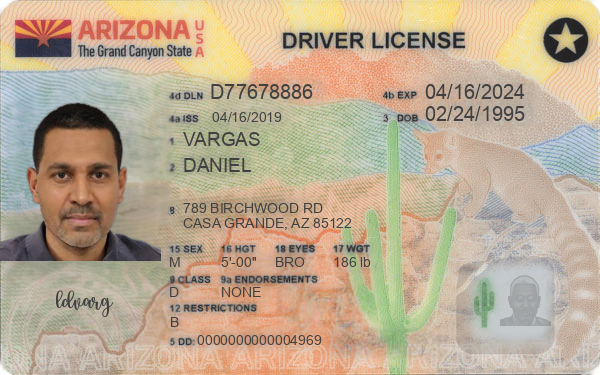 ARIZONA USA
The Grand Canyon State
DRIVER LICENSE
4d DLN D77678886 4b EXP 04/16/2024
4a ISS 04/16/2019 3 DOB 02/24/1995
1 VARGAS
2 DANIEL
8 789 BIRCHWOOD RD
CASA GRANDE, AZ 85122
15 SEX 16 HGT 18 EYES 17 WGT
M 5'-00" BRO 186 lb
9 CLASS 9a ENDORSEMENTS
D NONE
12 RESTRICTIONS
B
5 DD: 0000000000004969
ldvarg
ONA ARIZONA ARIZONA ARIZONA ARIZONA